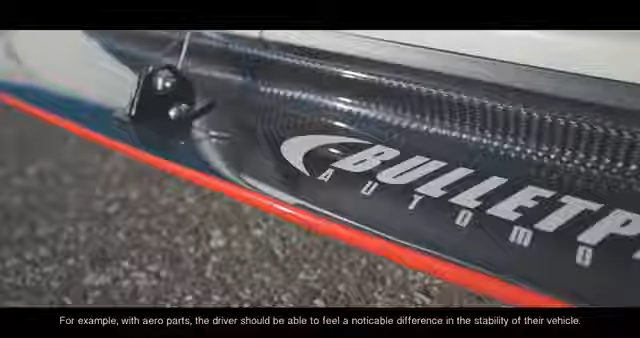 BULLETP
AUTOMO
For example, with aero parts, the driver should be able to feel a noticable difference in the stability of their vehicle.